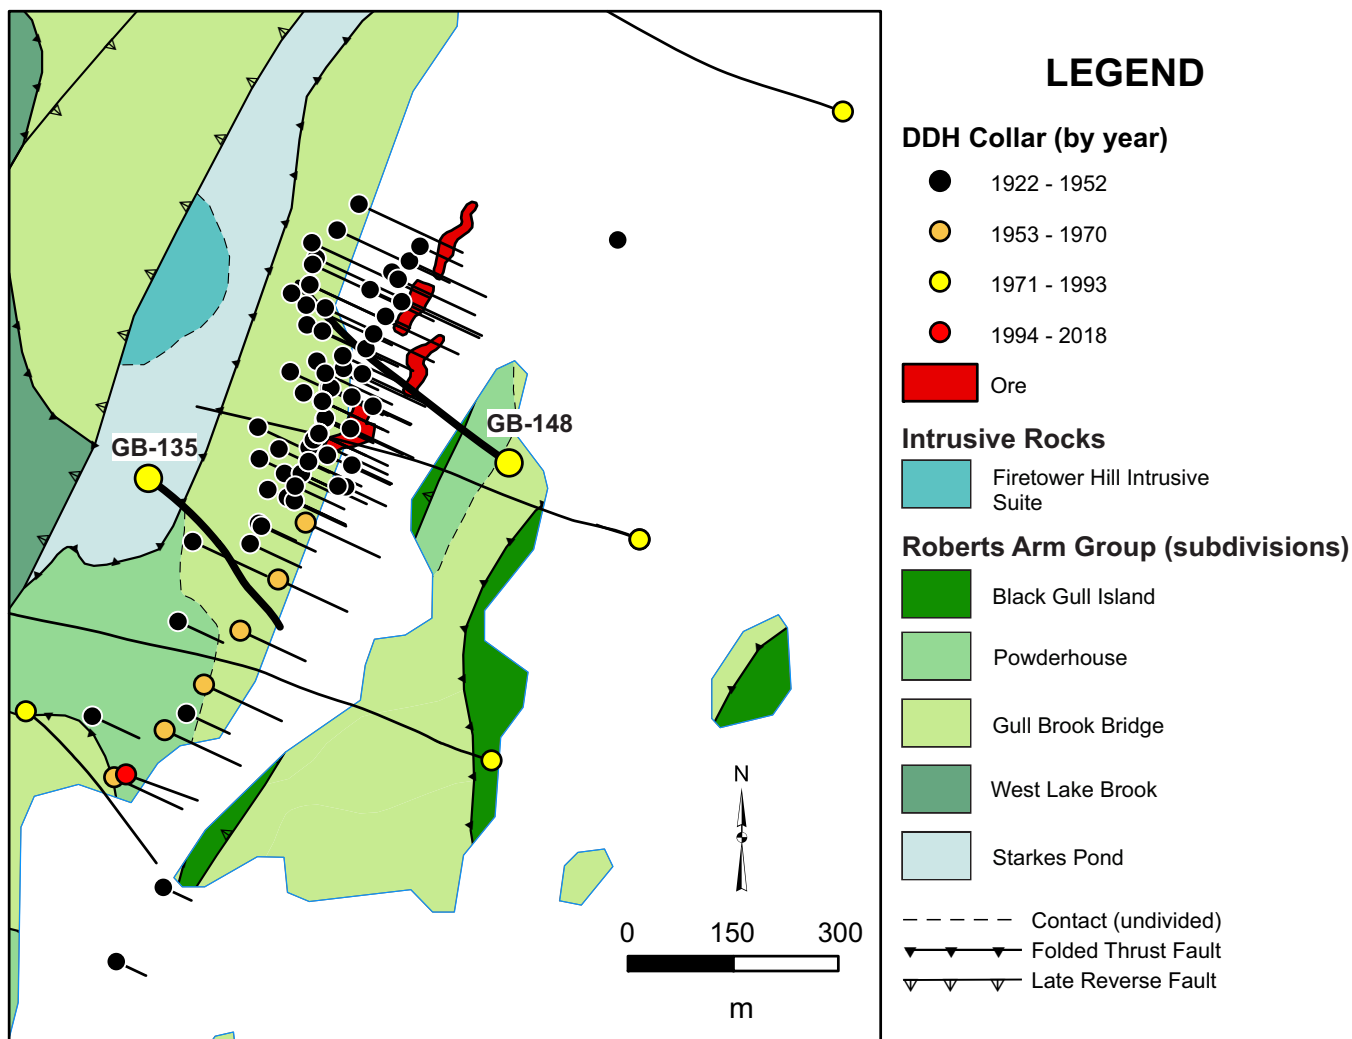 GB-135
GB-148
N
0 150 300
m
LEGEND
DDH Collar (by year)
1922 - 1952
1953 - 1970
1971 - 1993
1994 - 2018
Ore
Intrusive Rocks
Firetower Hill Intrusive
Suite
Roberts Arm Group (subdivisions)
Black Gull Island
Powderhouse
Gull Brook Bridge
West Lake Brook
Starkes Pond
Contact (undivided)
Folded Thrust Fault
Late Reverse Fault